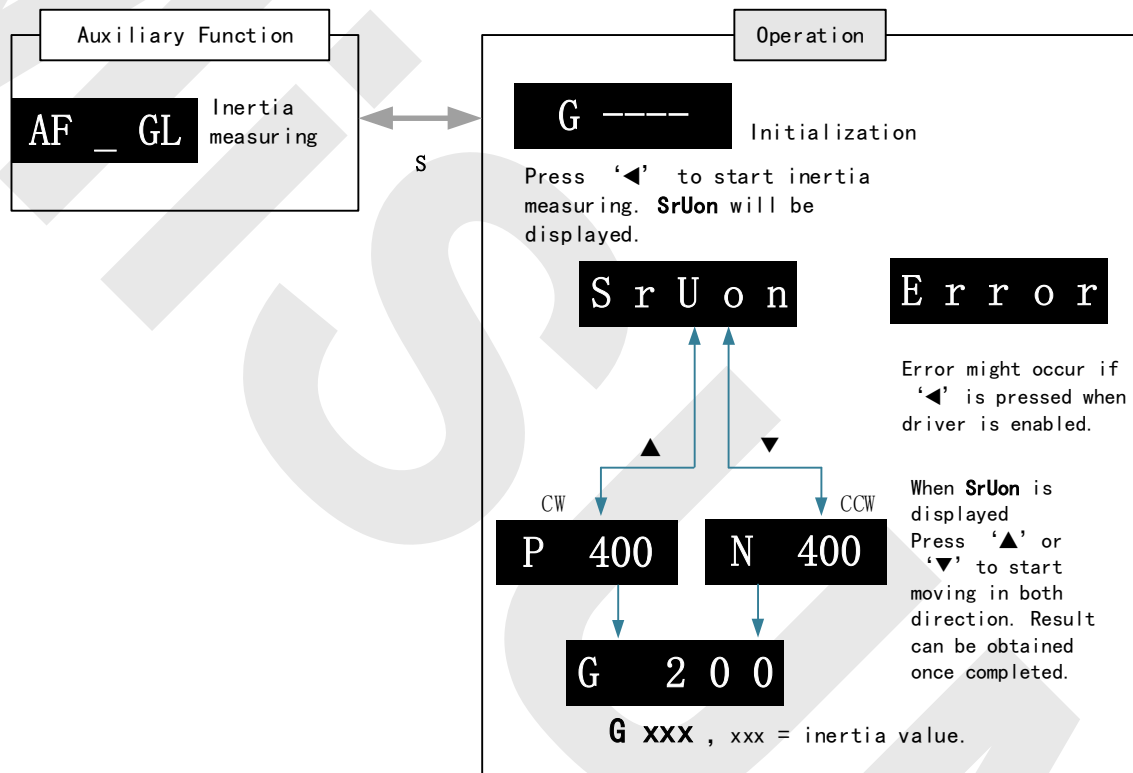 Auxiliary Function
AF _ GL
Inertia
measuring
S
Operation
G ----
Initialization
Press ‘◀’ to start inertia
measuring. SrUon will be
displayed.
S r U o n
E r r o r
Error might occur if
‘◀’ is pressed when
driver is enabled.
▲
▼
CW
CCW
P 400
N 400
When SrUon is
displayed
Press ‘▲’ or
‘▼’ to start
moving in both
direction. Result
can be obtained
once completed.
G 2 0 0
G xxx , xxx = inertia value.